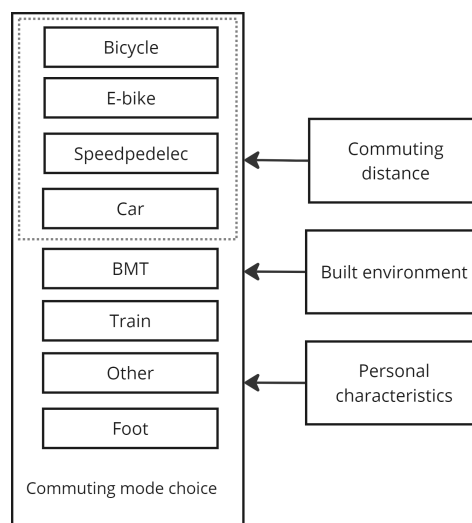 Bicycle
E-bike
Speedpedelec
Car
BMT
Train
Other
Foot
Commuting mode choice
Commuting
distance
Built environment
Personal
characteristics